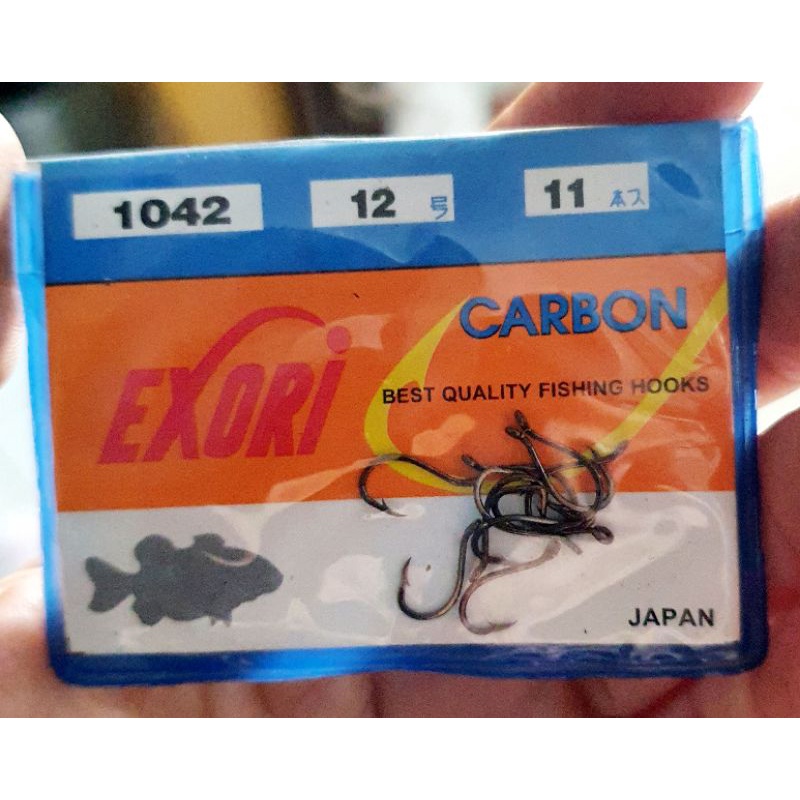 1042
12 号
11 本入
CARBON
EXORI
BEST QUALITY FISHING HOOKS
JAPAN